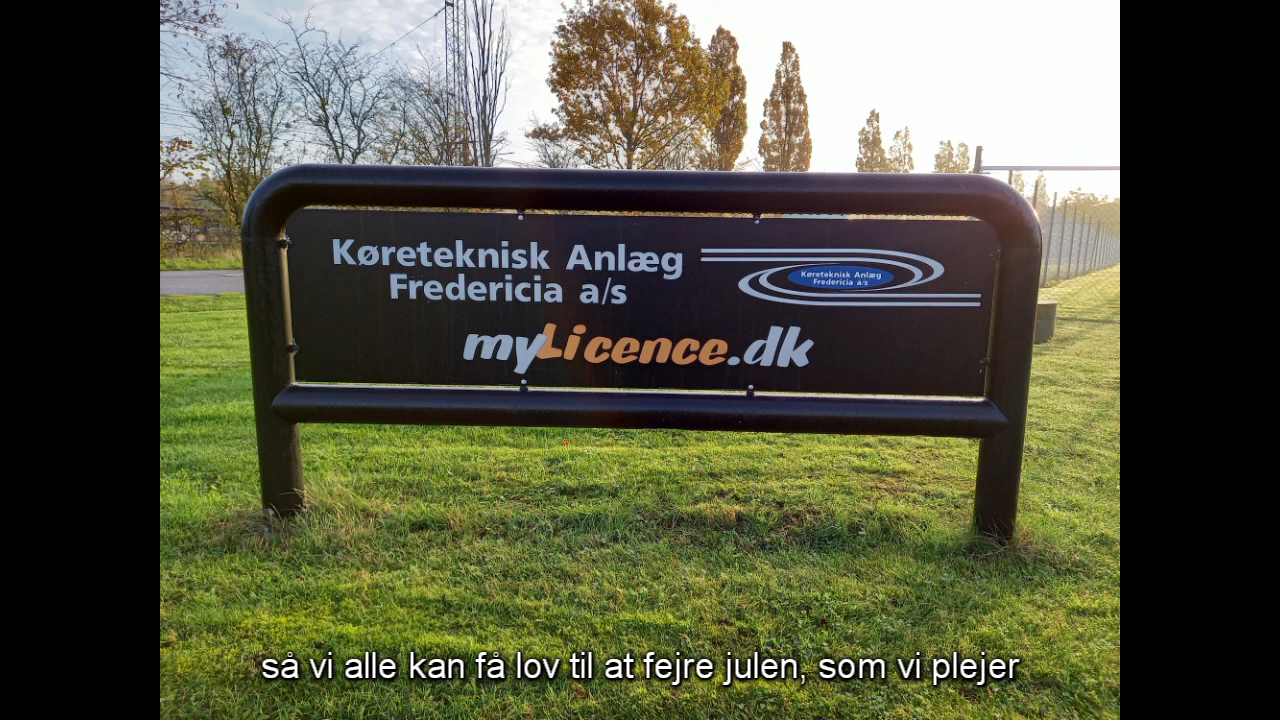 Køreteknisk Anlæg
Fredericia a/s
Køreteknisk Anlæg
Fredericia a/s
myLicence.dk
så vi alle kan få lov til at fejre julen, som vi plejer